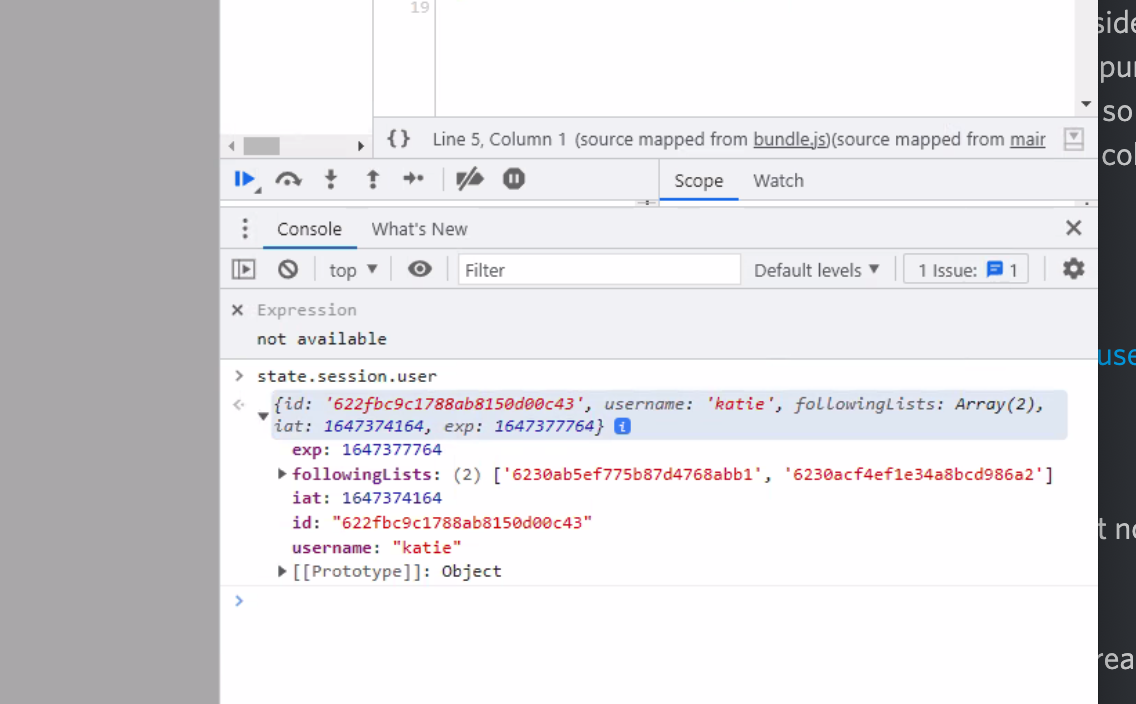 19
{} Line 5, Column 1 (source mapped from bundle.js)(source mapped from mair
Scope Watch
Console What's New
top Filter Default levels 1 Issue: 1
Expression
not available
state.session.user
{id: '622fbc9c1788ab8150d00c43', username: 'katie', followingLists: Array(2),
iat: 1647374164, exp: 1647377764}
exp: 1647377764
followingLists: (2) ['6230ab5ef775b87d4768abb1', '6230acf4ef1e34a8bcd986a2']
iat: 1647374164
id: "622fbc9c1788ab8150d00c43"
username: "katie"
[[Prototype]]: Object
side
pur
so
col
use
t no
rea